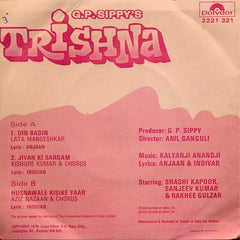 polydor
2221 321
3
G.P. SIPPY'S
TRISHNA
Side A
1. DIN BADIN
LATA MANGESHKAR
Lyric: ANJAAN
2. JIVAN KI SARGAM
KISHORE KUMAR & CHORUS
Lyric: INDIVAR
Side B
HUSNAWALE KISIKE YAAR
AZIZ NAZAAN & CHORUS
Lyric: INDIVAR
Producer: G. P. SIPPY
Director: ANIL GANGULI
Music: KALYANJI ANANDJI
Lyrics: ANJAAN & INDIVAR
Starring: SHASHI KAPOOR,
SANJEEV KUMAR
& RAKHEE GULZAR